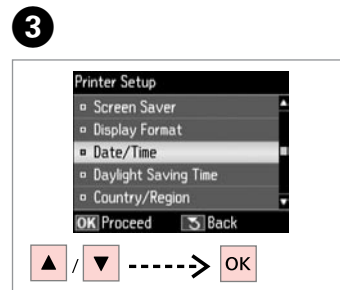 3
Printer Setup
Screen Saver
Display Format
Date/Time
Daylight Saving Time
Country/Region
OK Proceed Back
▲ / ▼ -----> OK